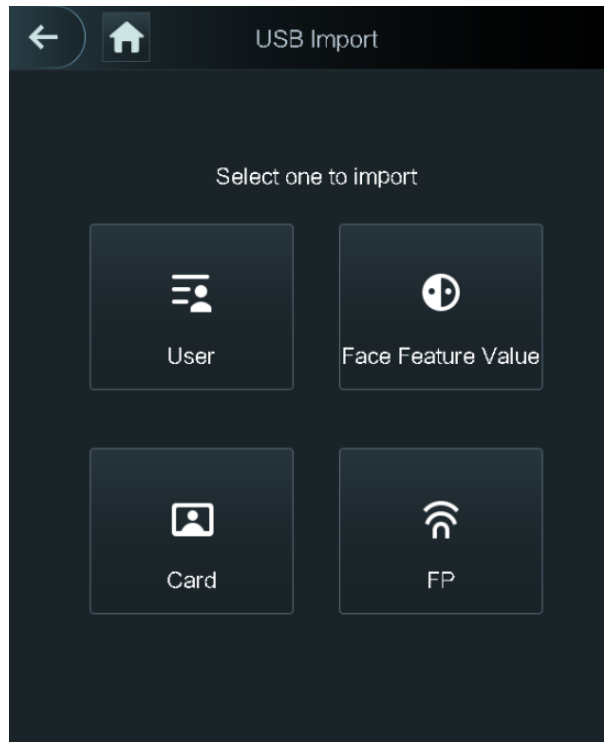 USB Import
Select one to import
User
Face Feature Value
Card
FP